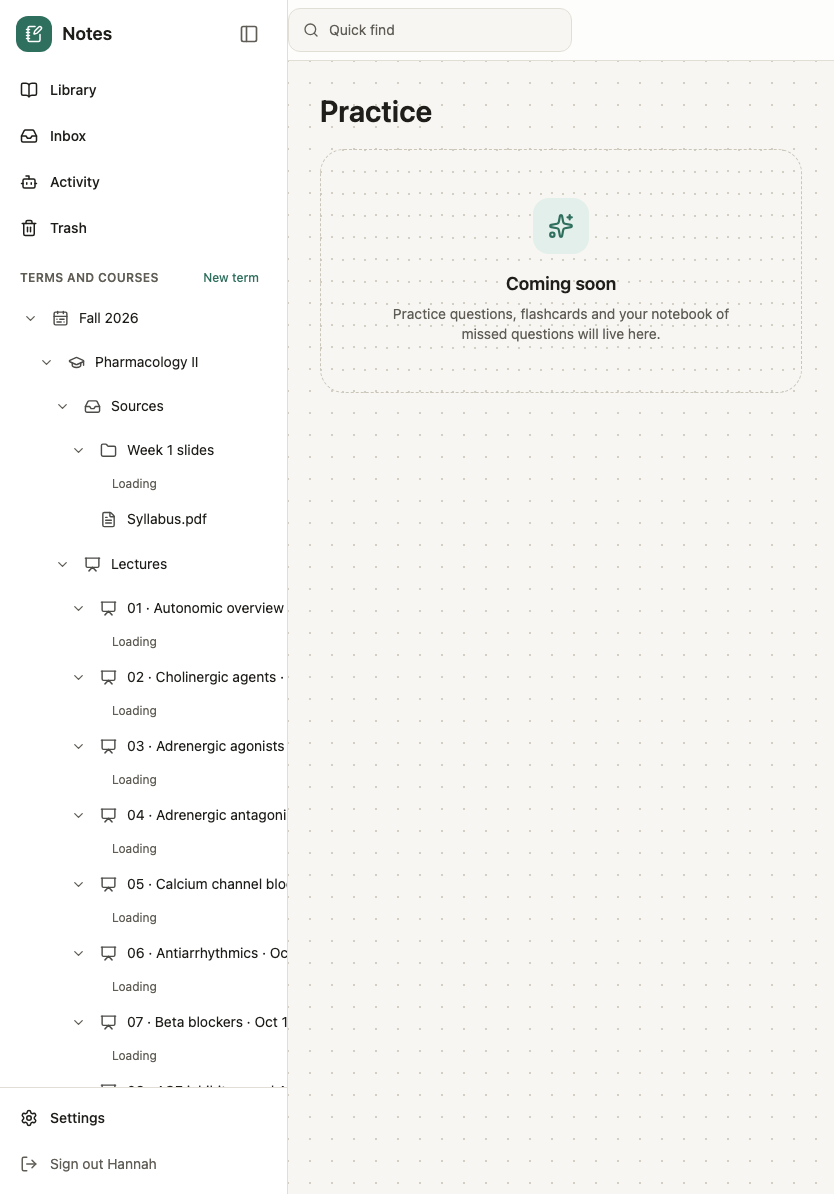 Notes
Quick find
Library
Inbox
Activity
Trash
TERMS AND COURSES
New term
Fall 2026
Pharmacology II
Sources
Week 1 slides
Loading
Syllabus.pdf
Lectures
01 · Autonomic overview
Loading
02 · Cholinergic agents ·
Loading
03 · Adrenergic agonists
Loading
04 · Adrenergic antagoni
Loading
05 · Calcium channel blo
Loading
06 · Antiarrhythmics · Oc
Loading
07 · Beta blockers · Oct 1
Loading
Settings
Sign out Hannah
Practice
Coming soon
Practice questions, flashcards and your notebook of
missed questions will live here.